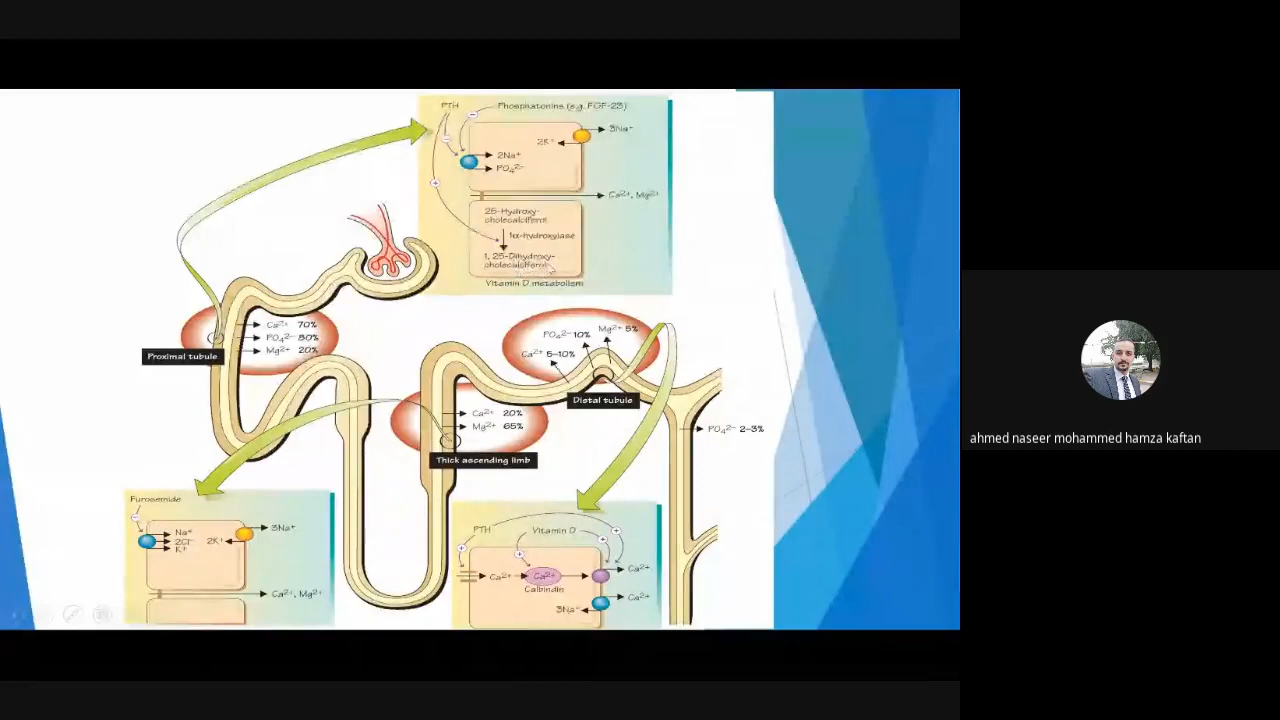 PTH
Phosphatonins (e.g. FGF-23)
3Na⁺
2K⁺
2Na⁺
PO₄²⁻
Ca²⁺, Mg²⁺
25-Hydroxy-
cholecalciferol
1α-hydroxylase
1, 25-Dihydroxy-
cholecalciferol
Vitamin D metabolism
Ca²⁺ 70%
PO₄²⁻ 80%
Mg²⁺ 20%
Proximal tubule
PO₄²⁻ 10%
Mg²⁺ 5%
Ca²⁺ 5–10%
Distal tubule
Ca²⁺ 20%
Mg²⁺ 65%
Thick ascending limb
PO₄²⁻ 2–3%
Furosemide
Na⁺
2Cl⁻
K⁺
2K⁺
3Na⁺
Ca²⁺, Mg²⁺
PTH
Vitamin D
Ca²⁺
Ca²⁺
Calbindin
Ca²⁺
Ca²⁺
3Na⁺
ahmed naseer mohammed hamza kaftan